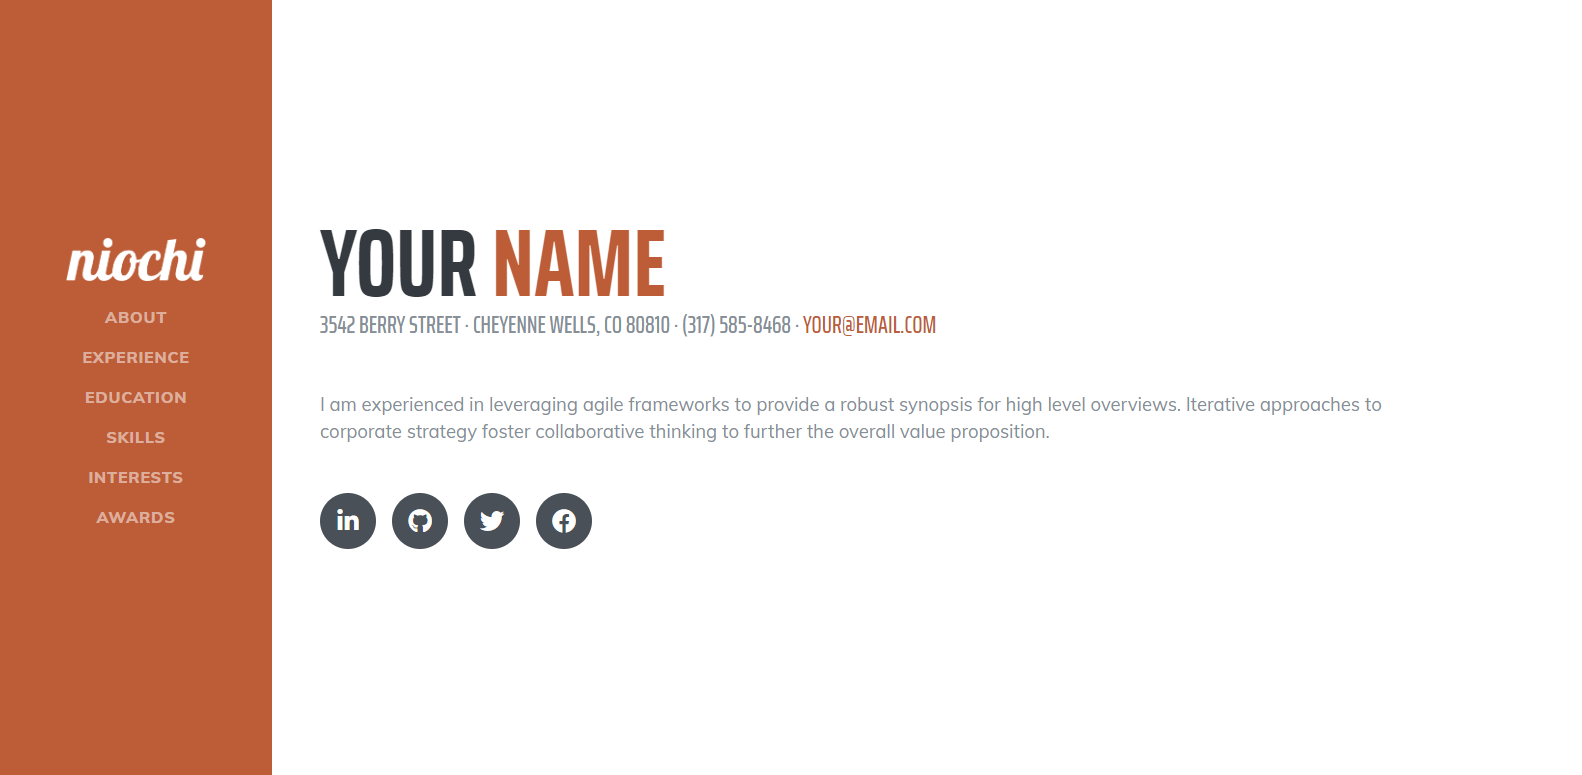 niochi
ABOUT
EXPERIENCE
EDUCATION
SKILLS
INTERESTS
AWARDS
YOUR NAME
3542 BERRY STREET · CHEYENNE WELLS, CO 80810 · (317) 585-8468 · YOUR@EMAIL.COM
I am experienced in leveraging agile frameworks to provide a robust synopsis for high level overviews. Iterative approaches to
corporate strategy foster collaborative thinking to further the overall value proposition.
in